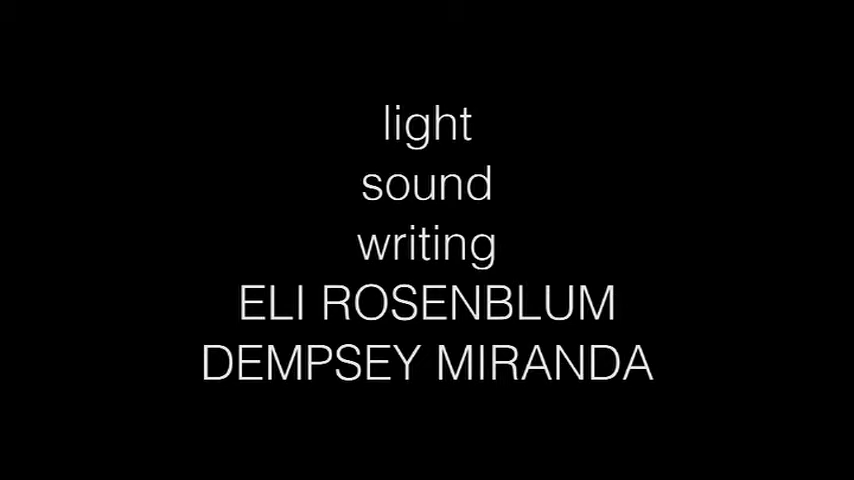 light
sound
writing
ELI ROSENBLUM
DEMPSEY MIRANDA